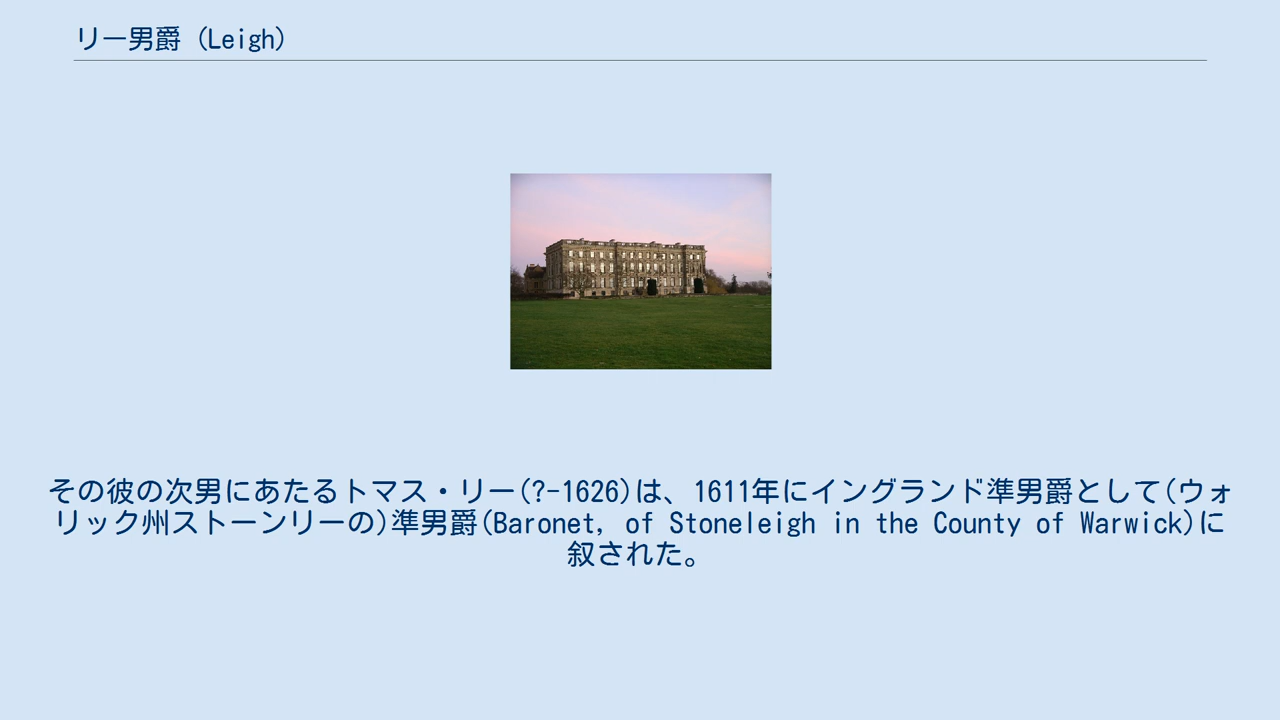 リー男爵 (Leigh)
その彼の次男にあたるトマス・リー(?-1626)は、1611年にイングランド準男爵として(ウォ
リック州ストーンリーの)準男爵(Baronet, of Stoneleigh in the County of Warwick)に
叙された。